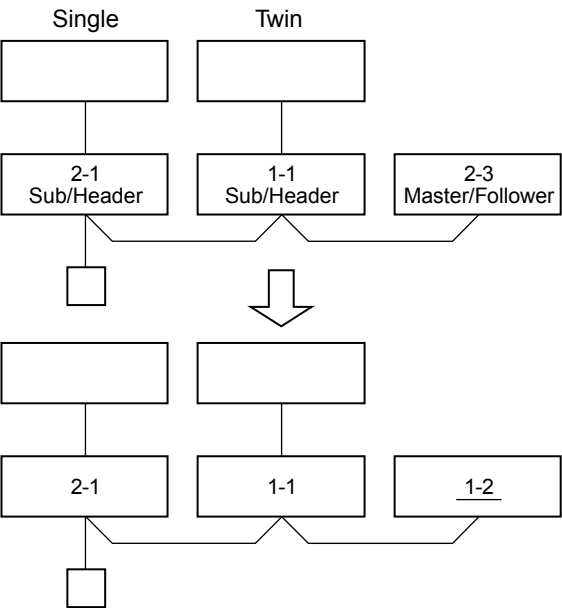 Single
Twin
2-1
Sub/Header
1-1
Sub/Header
2-3
Master/Follower
2-1
1-1
1-2